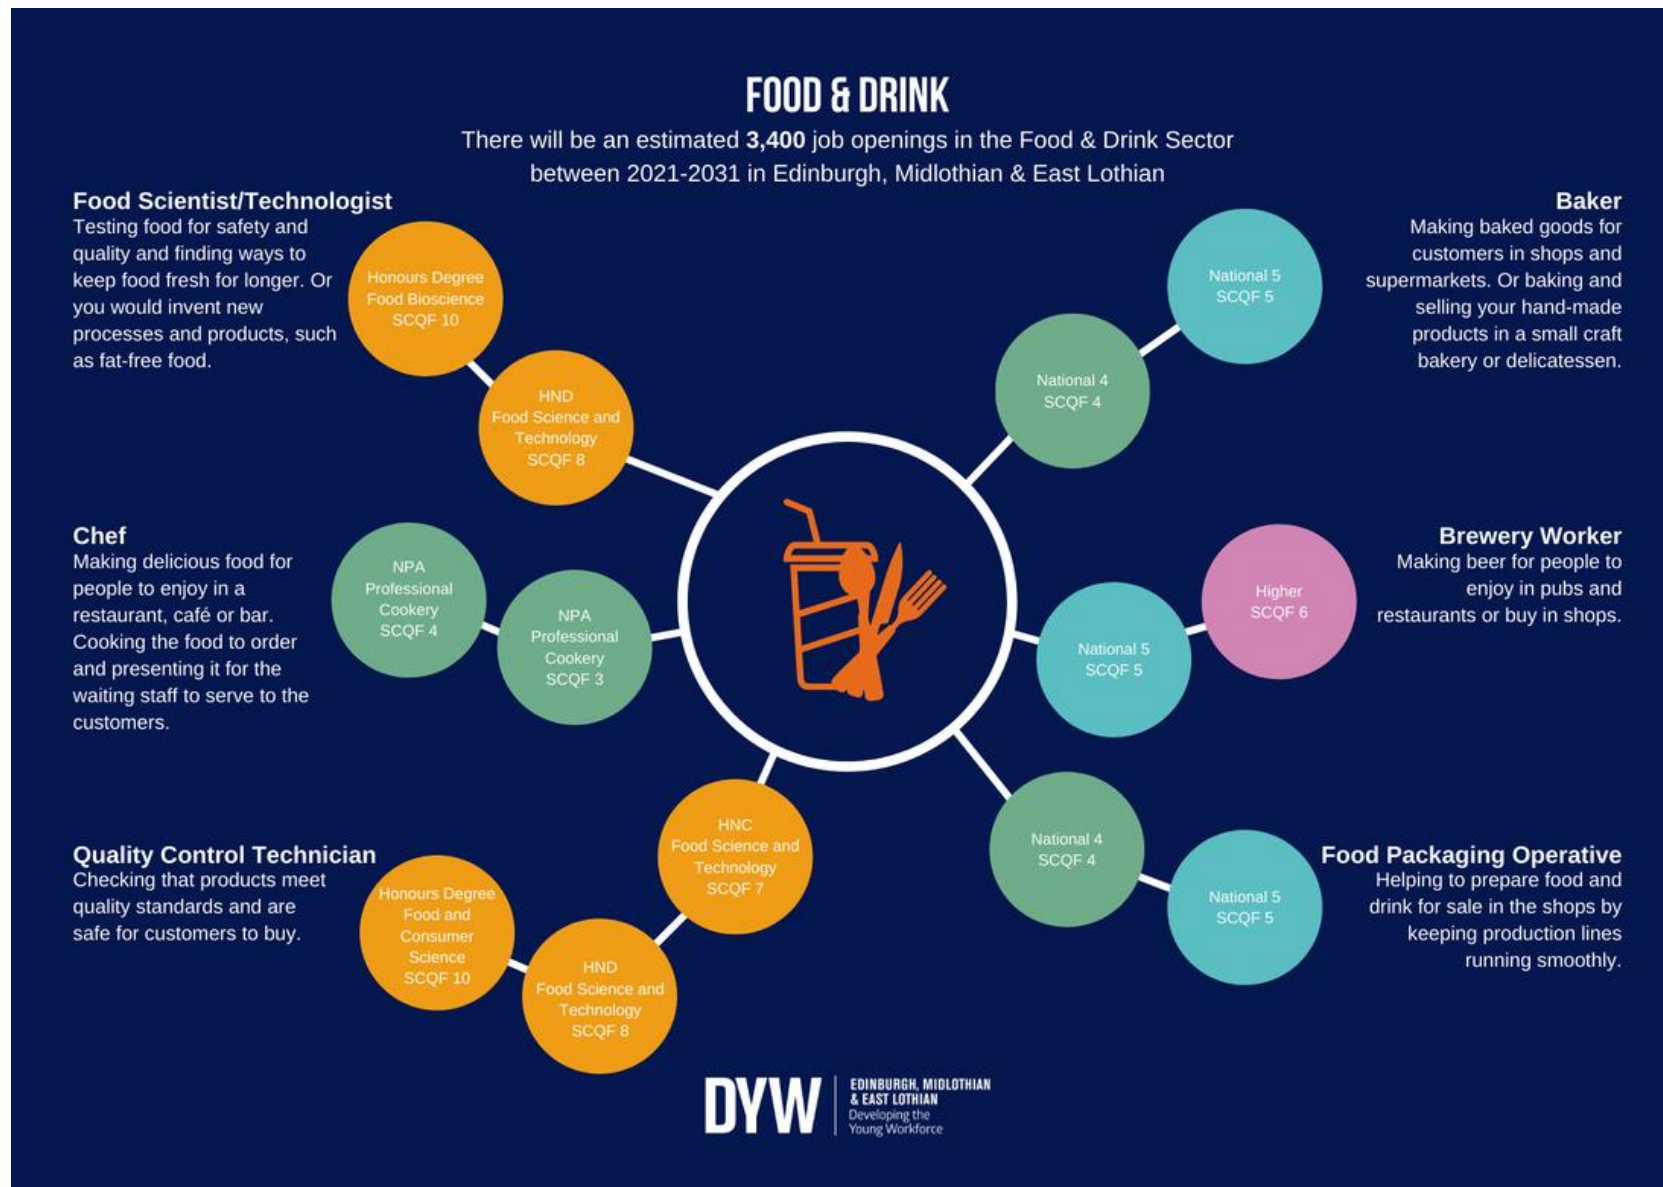 FOOD & DRINK
There will be an estimated 3,400 job openings in the Food & Drink Sector
between 2021-2031 in Edinburgh, Midlothian & East Lothian
Food Scientist/Technologist
Testing food for safety and
quality and finding ways to
keep food fresh for longer. Or
you would invent new
processes and products, such
as fat-free food.
Honours Degree
Food Bioscience
SCQF 10
HND
Food Science and
Technology
SCQF 8
Baker
Making baked goods for
customers in shops and
supermarkets. Or baking and
selling your hand-made
products in a small craft
bakery or delicatessen.
National 5
SCQF 5
National 4
SCQF 4
Chef
Making delicious food for
people to enjoy in a
restaurant, café or bar.
Cooking the food to order
and presenting it for the
waiting staff to serve to the
customers.
NPA
Professional
Cookery
SCQF 4
NPA
Professional
Cookery
SCQF 3
Brewery Worker
Making beer for people to
enjoy in pubs and
restaurants or buy in shops.
Higher
SCQF 6
National 5
SCQF 5
Quality Control Technician
Checking that products meet
quality standards and are
safe for customers to buy.
Honours Degree
Food and
Consumer
Science
SCQF 10
HND
Food Science and
Technology
SCQF 8
HNC
Food Science and
Technology
SCQF 7
National 4
SCQF 4
National 5
SCQF 5
Food Packaging Operative
Helping to prepare food and
drink for sale in the shops by
keeping production lines
running smoothly.
DYW
EDINBURGH, MIDLOTHIAN
& EAST LOTHIAN
Developing the
Young Workforce